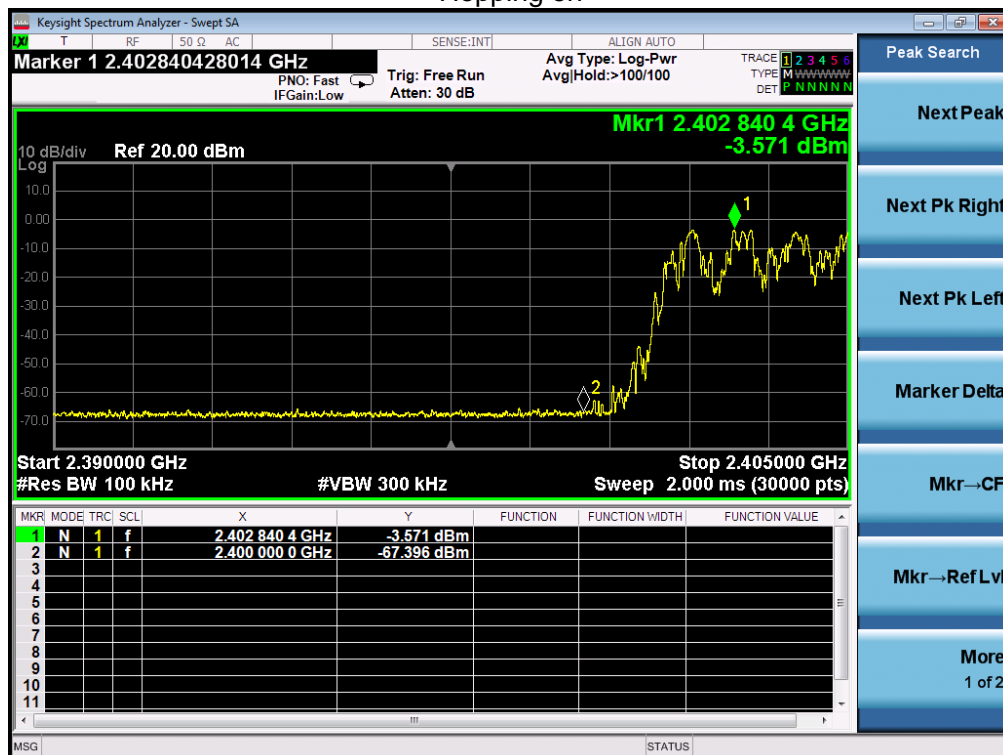 Keysight Spectrum Analyzer - Swept SA
LXI T RF 50 Ω AC SENSE:INT ALIGN AUTO
Marker 1 2.402840428014 GHz
PNO: Fast
IFGain:Low
Trig: Free Run
Atten: 30 dB
Avg Type: Log-Pwr
Avg|Hold:>100/100
TRACE 1 2 3 4 5 6
TYPE M WWWWW
DET P N N N N N
Peak Search
Mkr1 2.402 840 4 GHz
-3.571 dBm
10 dB/div Ref 20.00 dBm
Log
10.0
0.00
-10.0
-20.0
-30.0
-40.0
-50.0
-60.0
-70.0
1
2
Start 2.390000 GHz
Stop 2.405000 GHz
#Res BW 100 kHz #VBW 300 kHz Sweep 2.000 ms (30000 pts)
MKR MODE TRC SCL X Y FUNCTION FUNCTION WIDTH FUNCTION VALUE
1 N 1 f 2.402 840 4 GHz -3.571 dBm
2 N 1 f 2.400 000 0 GHz -67.396 dBm
3
4
5
6
7
8
9
10
11
Next Peak
Next Pk Right
Next Pk Left
Marker Delta
Mkr→CF
Mkr→Ref Lvl
More
1 of 2
MSG STATUS